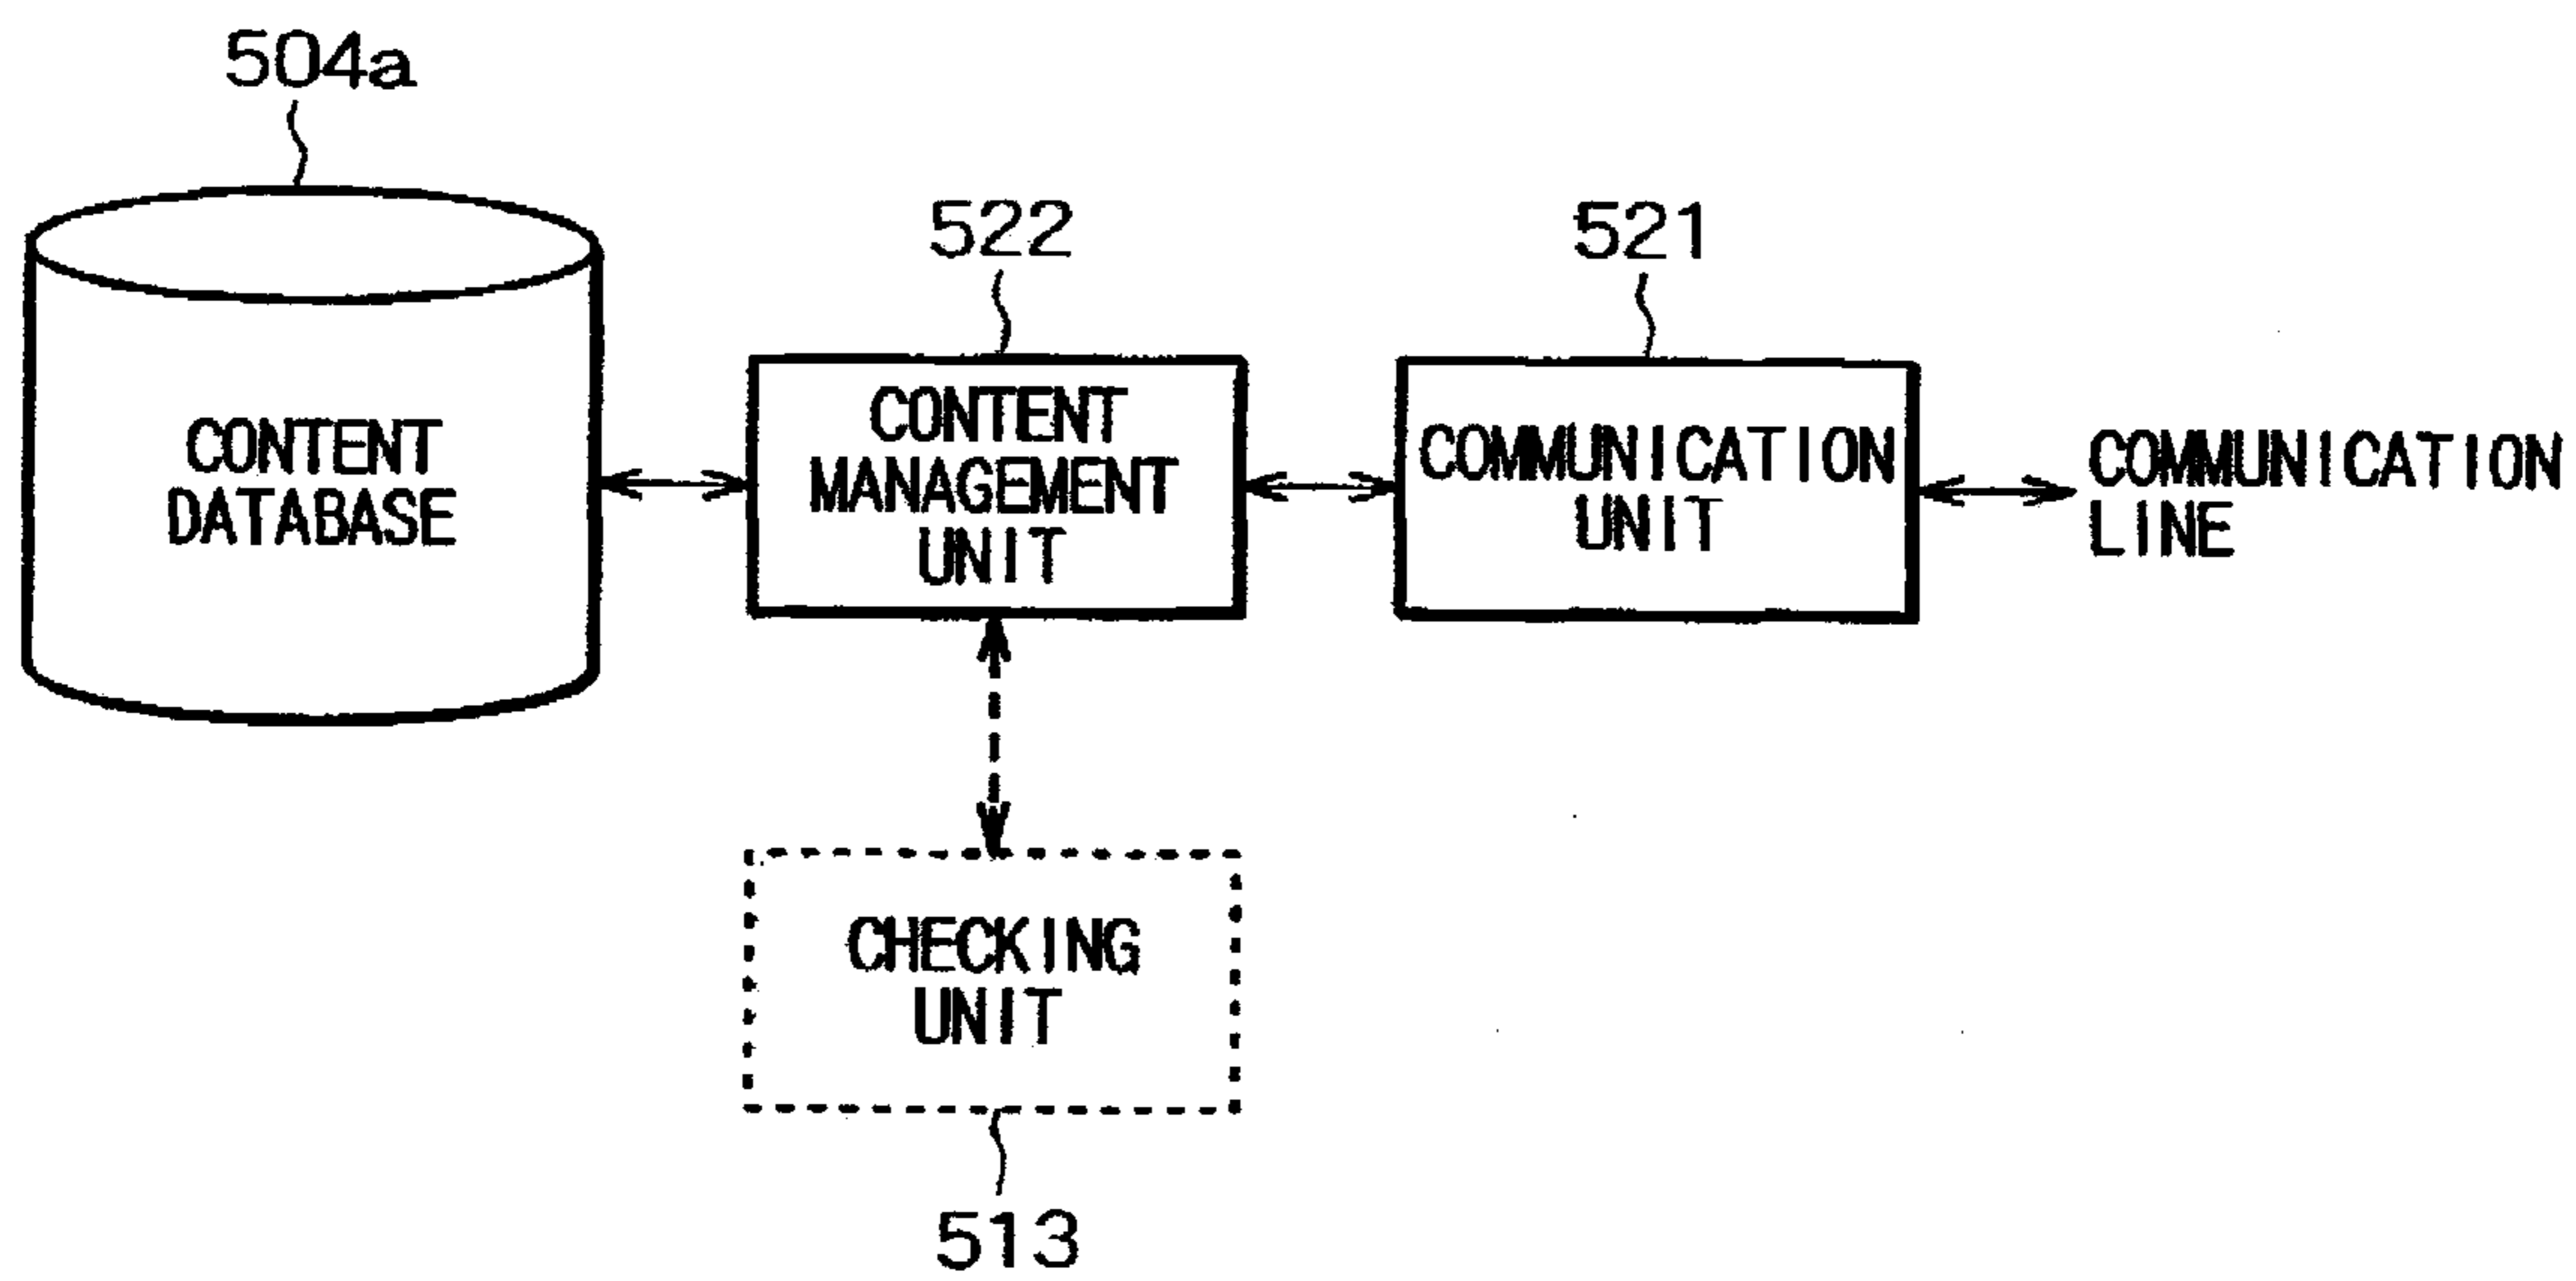 504a
522
521
CONTENT
DATABASE
CONTENT
MANAGEMENT
UNIT
COMMUNICATION
UNIT
COMMUNICATION
LINE
CHECKING
UNIT
513